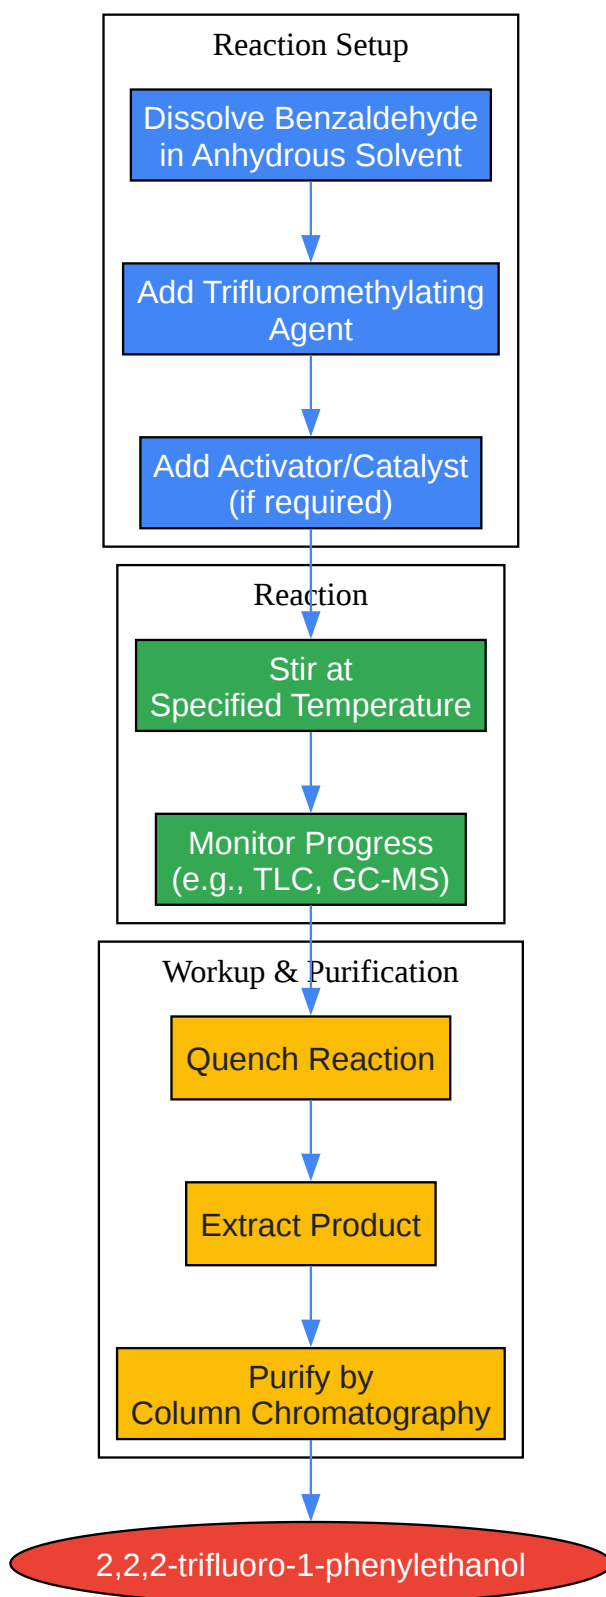 Reaction Setup
Dissolve Benzaldehyde
in Anhydrous Solvent
Add Trifluoromethylating
Agent
Add Activator/Catalyst
(if required)
Reaction
Stir at
Specified Temperature
Monitor Progress
(e.g., TLC, GC-MS)
Workup & Purification
Quench Reaction
Extract Product
Purify by
Column Chromatography
2,2,2-trifluoro-1-phenylethanol